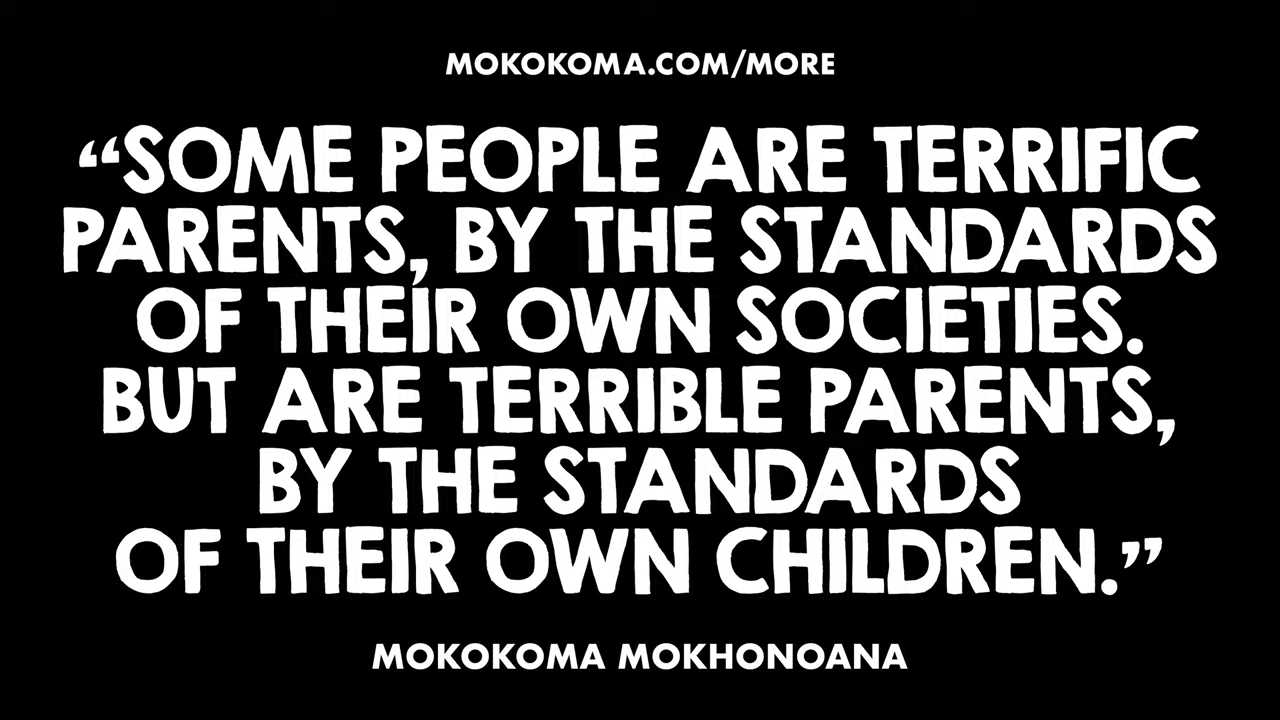 MOKOKOMA.COM/MORE
“SOME PEOPLE ARE TERRIFIC
PARENTS, BY THE STANDARDS
OF THEIR OWN SOCIETIES.
BUT ARE TERRIBLE PARENTS,
BY THE STANDARDS
OF THEIR OWN CHILDREN.”
MOKOKOMA MOKHONOANA